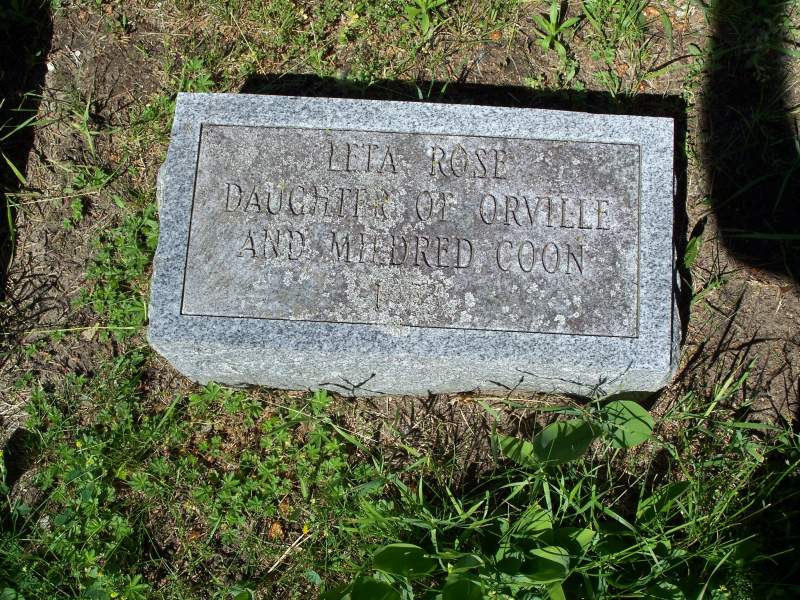 LETA ROSE
DAUGHTER OF ORVILLE
AND MILDRED COON